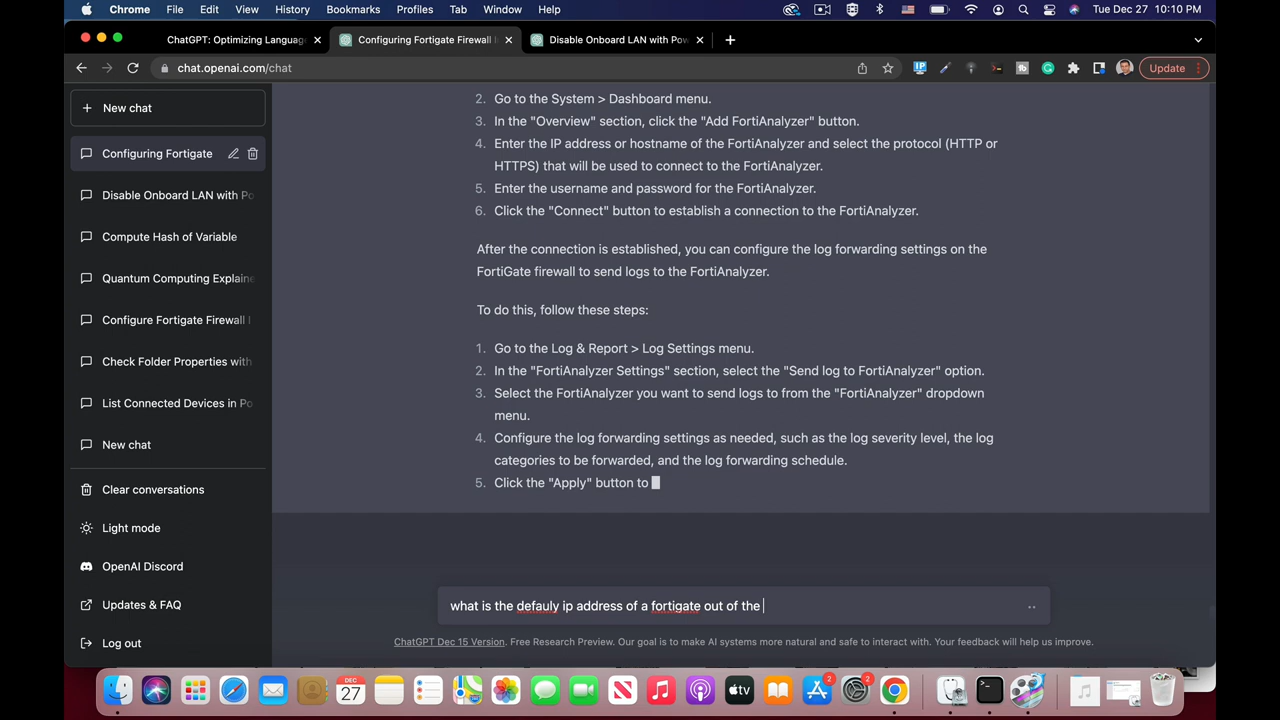 Chrome File Edit View History Bookmarks Profiles Tab Window Help Tue Dec 27 10:10 PM
ChatGPT: Optimizing Languag Configuring Fortigate Firewall Disable Onboard LAN with Pow
chat.openai.com/chat Update
New chat
Configuring Fortigate
Disable Onboard LAN with Po
Compute Hash of Variable
Quantum Computing Explaine
Configure Fortigate Firewall
Check Folder Properties with
List Connected Devices in Po
New chat
Clear conversations
Light mode
OpenAI Discord
Updates & FAQ
Log out
2. Go to the System > Dashboard menu.
3. In the "Overview" section, click the "Add FortiAnalyzer" button.
4. Enter the IP address or hostname of the FortiAnalyzer and select the protocol (HTTP or
HTTPS) that will be used to connect to the FortiAnalyzer.
5. Enter the username and password for the FortiAnalyzer.
6. Click the "Connect" button to establish a connection to the FortiAnalyzer.
After the connection is established, you can configure the log forwarding settings on the
FortiGate firewall to send logs to the FortiAnalyzer.
To do this, follow these steps:
1. Go to the Log & Report > Log Settings menu.
2. In the "FortiAnalyzer Settings" section, select the "Send log to FortiAnalyzer" option.
3. Select the FortiAnalyzer you want to send logs to from the "FortiAnalyzer" dropdown
menu.
4. Configure the log forwarding settings as needed, such as the log severity level, the log
categories to be forwarded, and the log forwarding schedule.
5. Click the "Apply" button to
what is the defauly ip address of a fortigate out of the
ChatGPT Dec 15 Version. Free Research Preview. Our goal is to make AI systems more natural and safe to interact with. Your feedback will help us improve.
DEC
27
tv
2
2